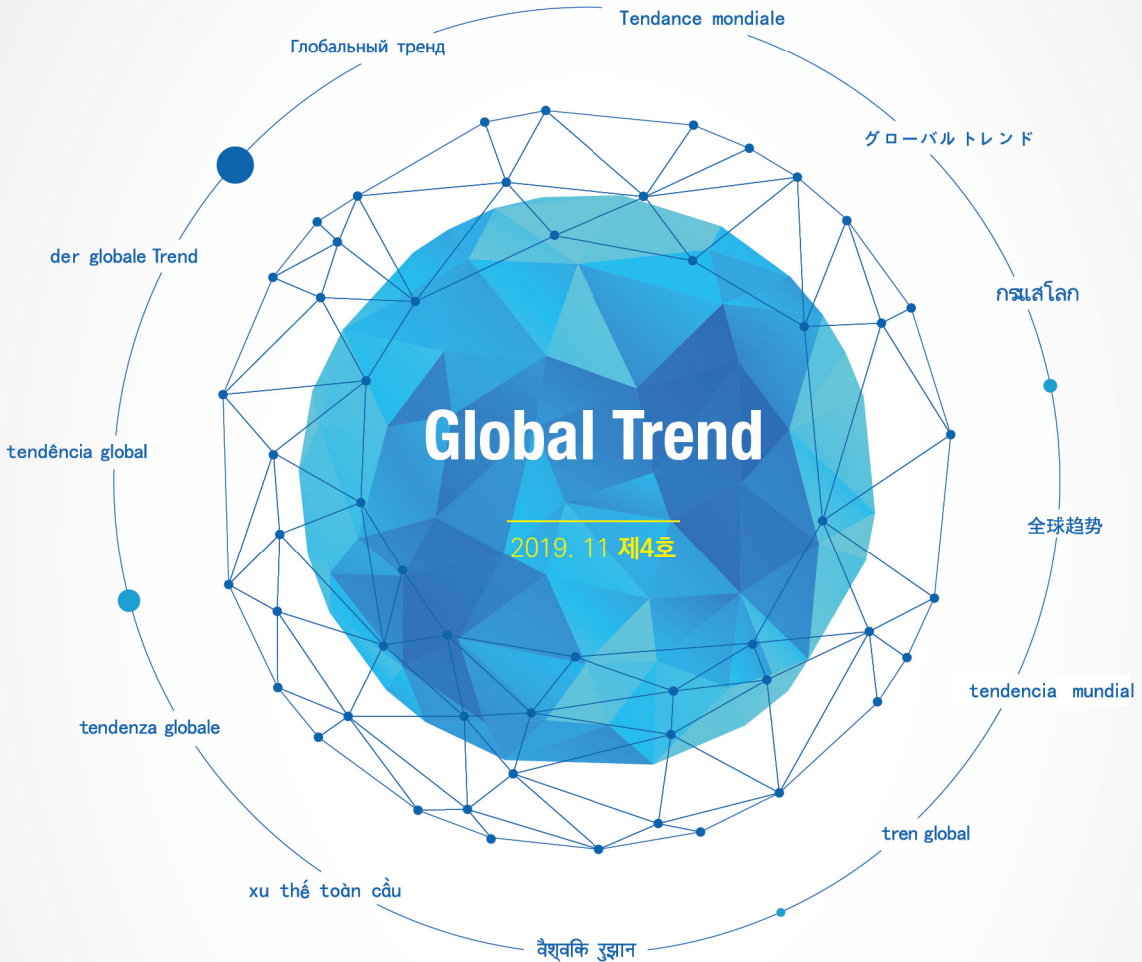 Tendance mondiale
Глобальный тренд
グローバルトレンド
der globale Trend
กระแสโลก
Global Trend
tendência global
全球趋势
2019. 11 제4호
tendencia mundial
tendenza globale
tren global
xu thế toàn cầu
वैश्वकि रुझान